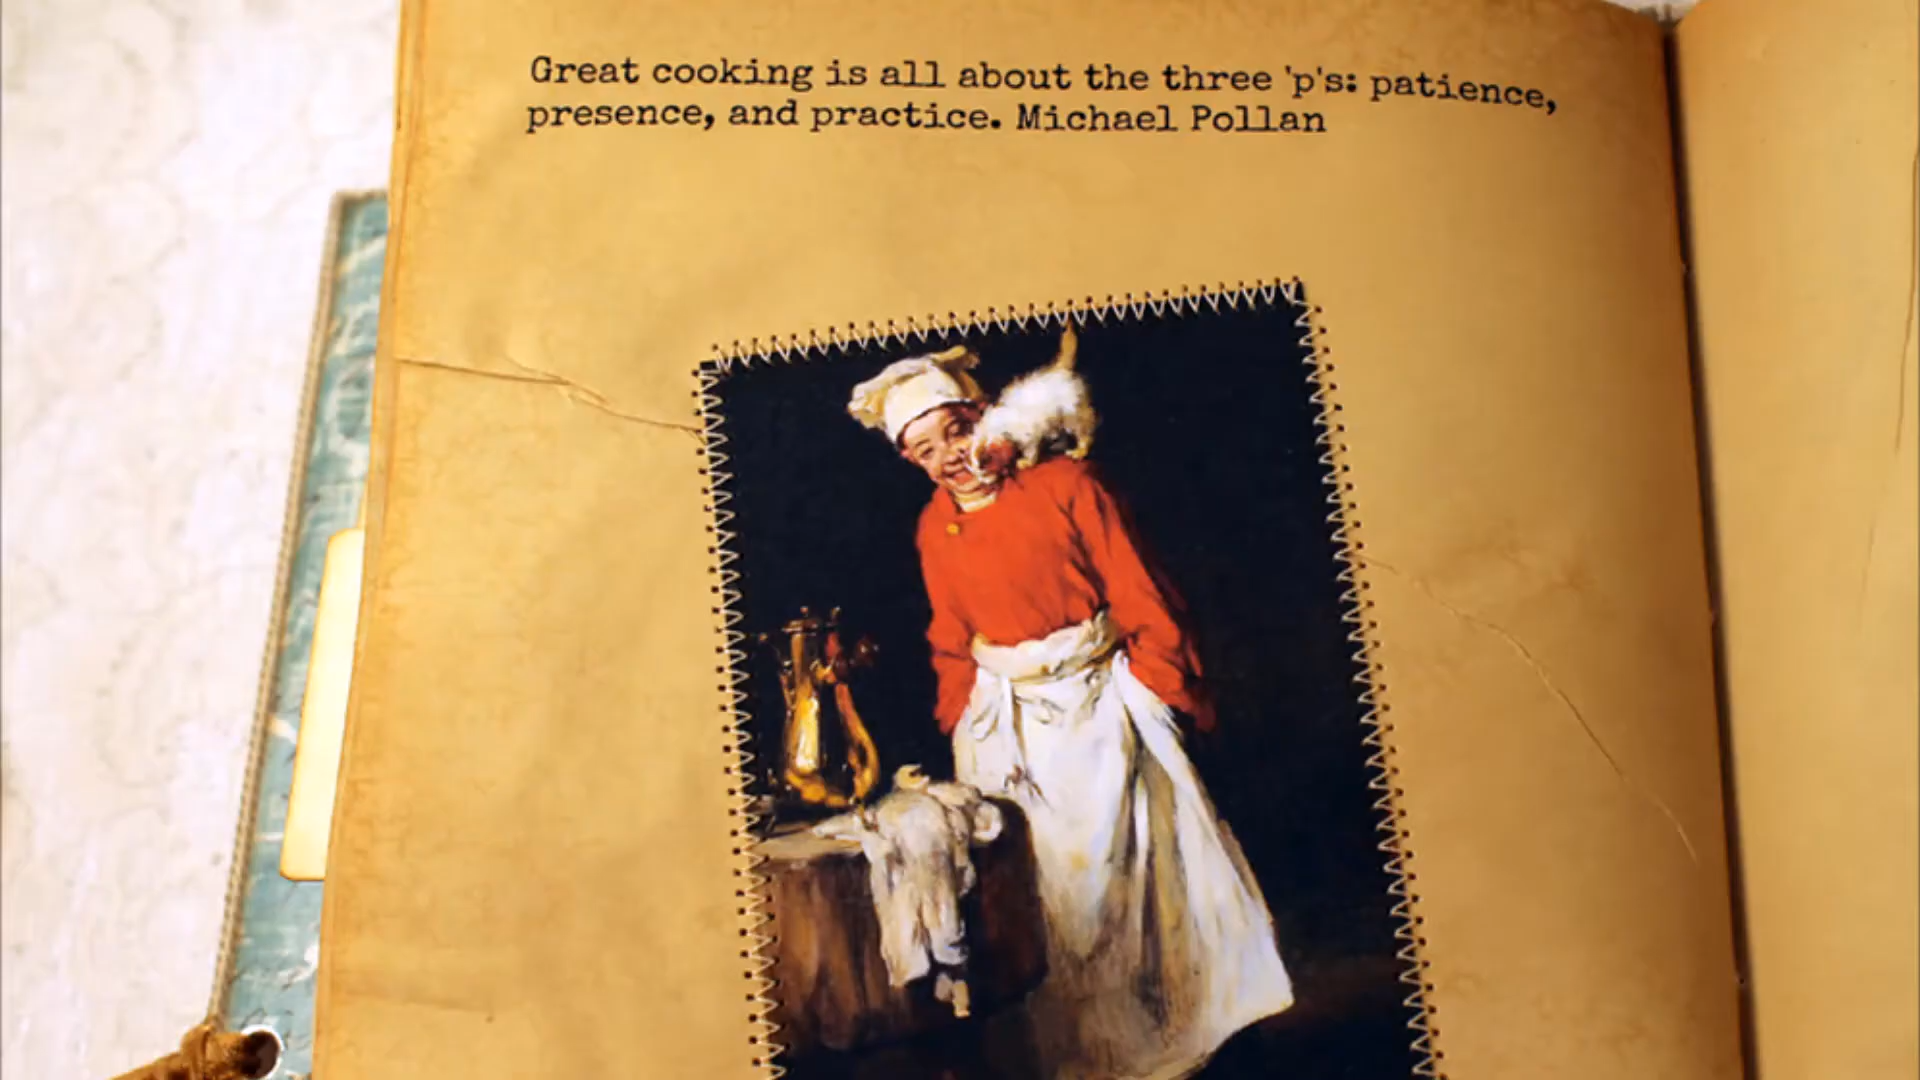 Great cooking is all about the three 'p's: patience,
presence, and practice. Michael Pollan